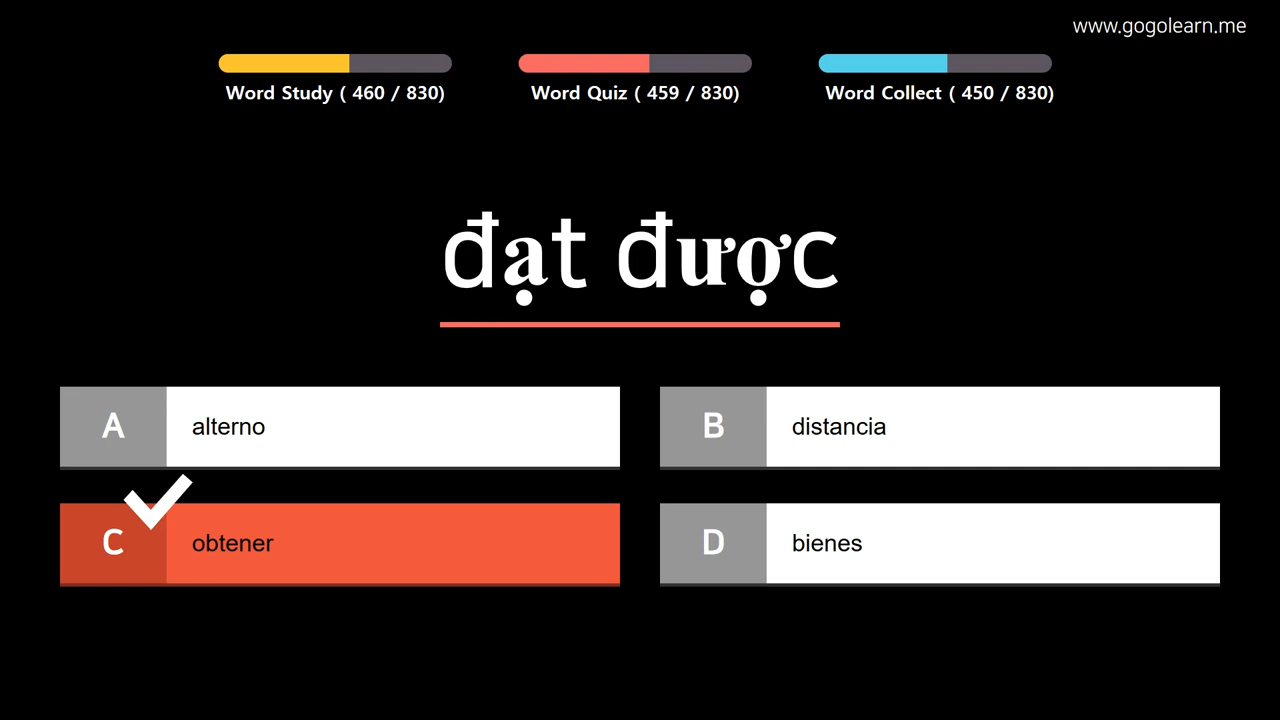 www.gogolearn.me
Word Study ( 460 / 830)
Word Quiz ( 459 / 830)
Word Collect ( 450 / 830)
đạt được
A alterno
B distancia
C obtener
D bienes